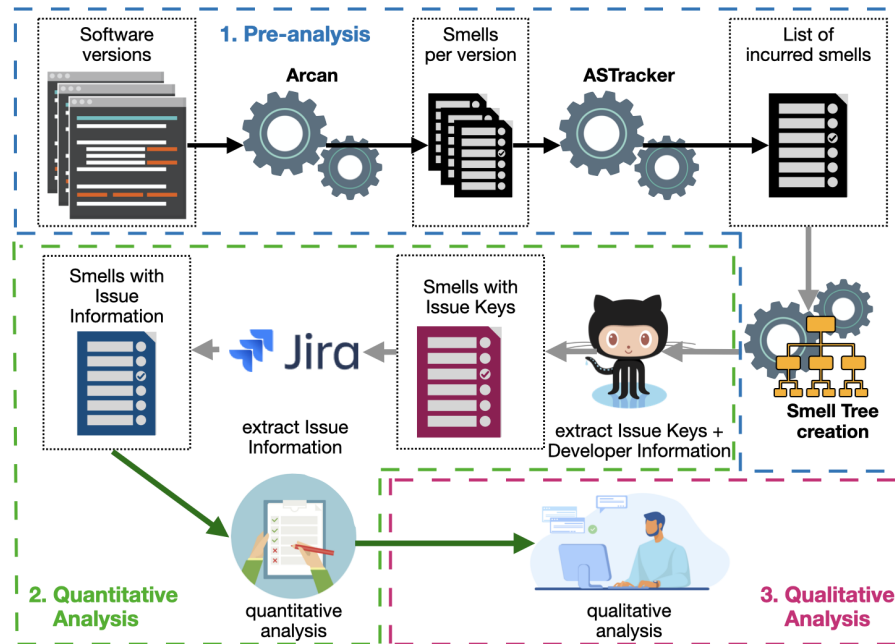 Software
versions
1. Pre-analysis
Arcan
Smells
per version
ASTracker
List of
incurred smells
Smells with
Issue
Information
Jira
extract Issue
Information
Smells with
Issue Keys
extract Issue Keys +
Developer Information
Smell Tree
creation
2. Quantitative
Analysis
quantitative
analysis
qualitative
analysis
3. Qualitative
Analysis